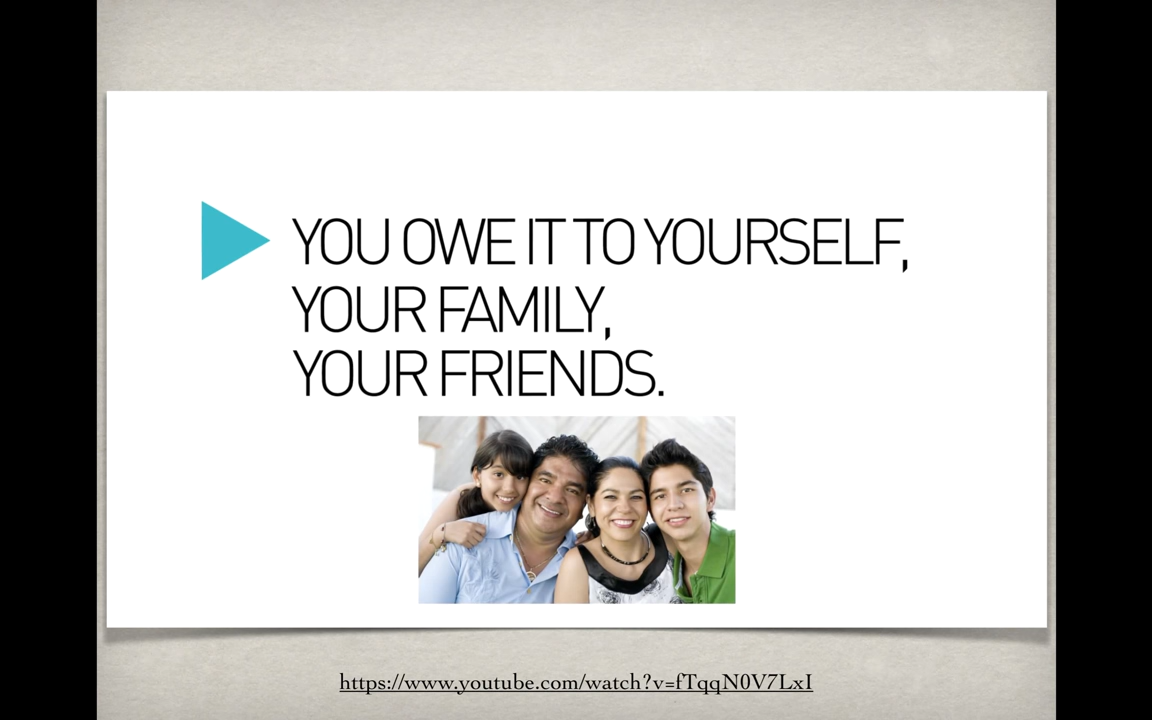 YOU OWE IT TO YOURSELF,
YOUR FAMILY,
YOUR FRIENDS.
https://www.youtube.com/watch?v=fTqqN0V7LxI